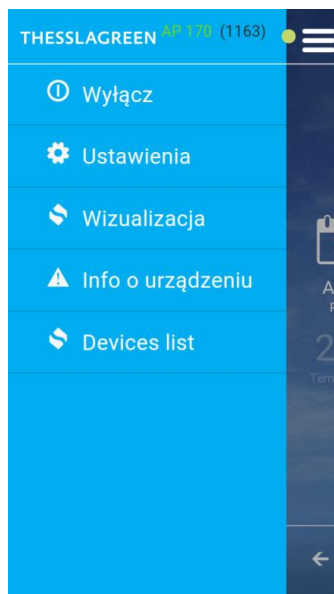 THESSLAGREEN AP 170 (1163)
Wyłącz
Ustawienia
Wizualizacja
Info o urządzeniu
Devices list